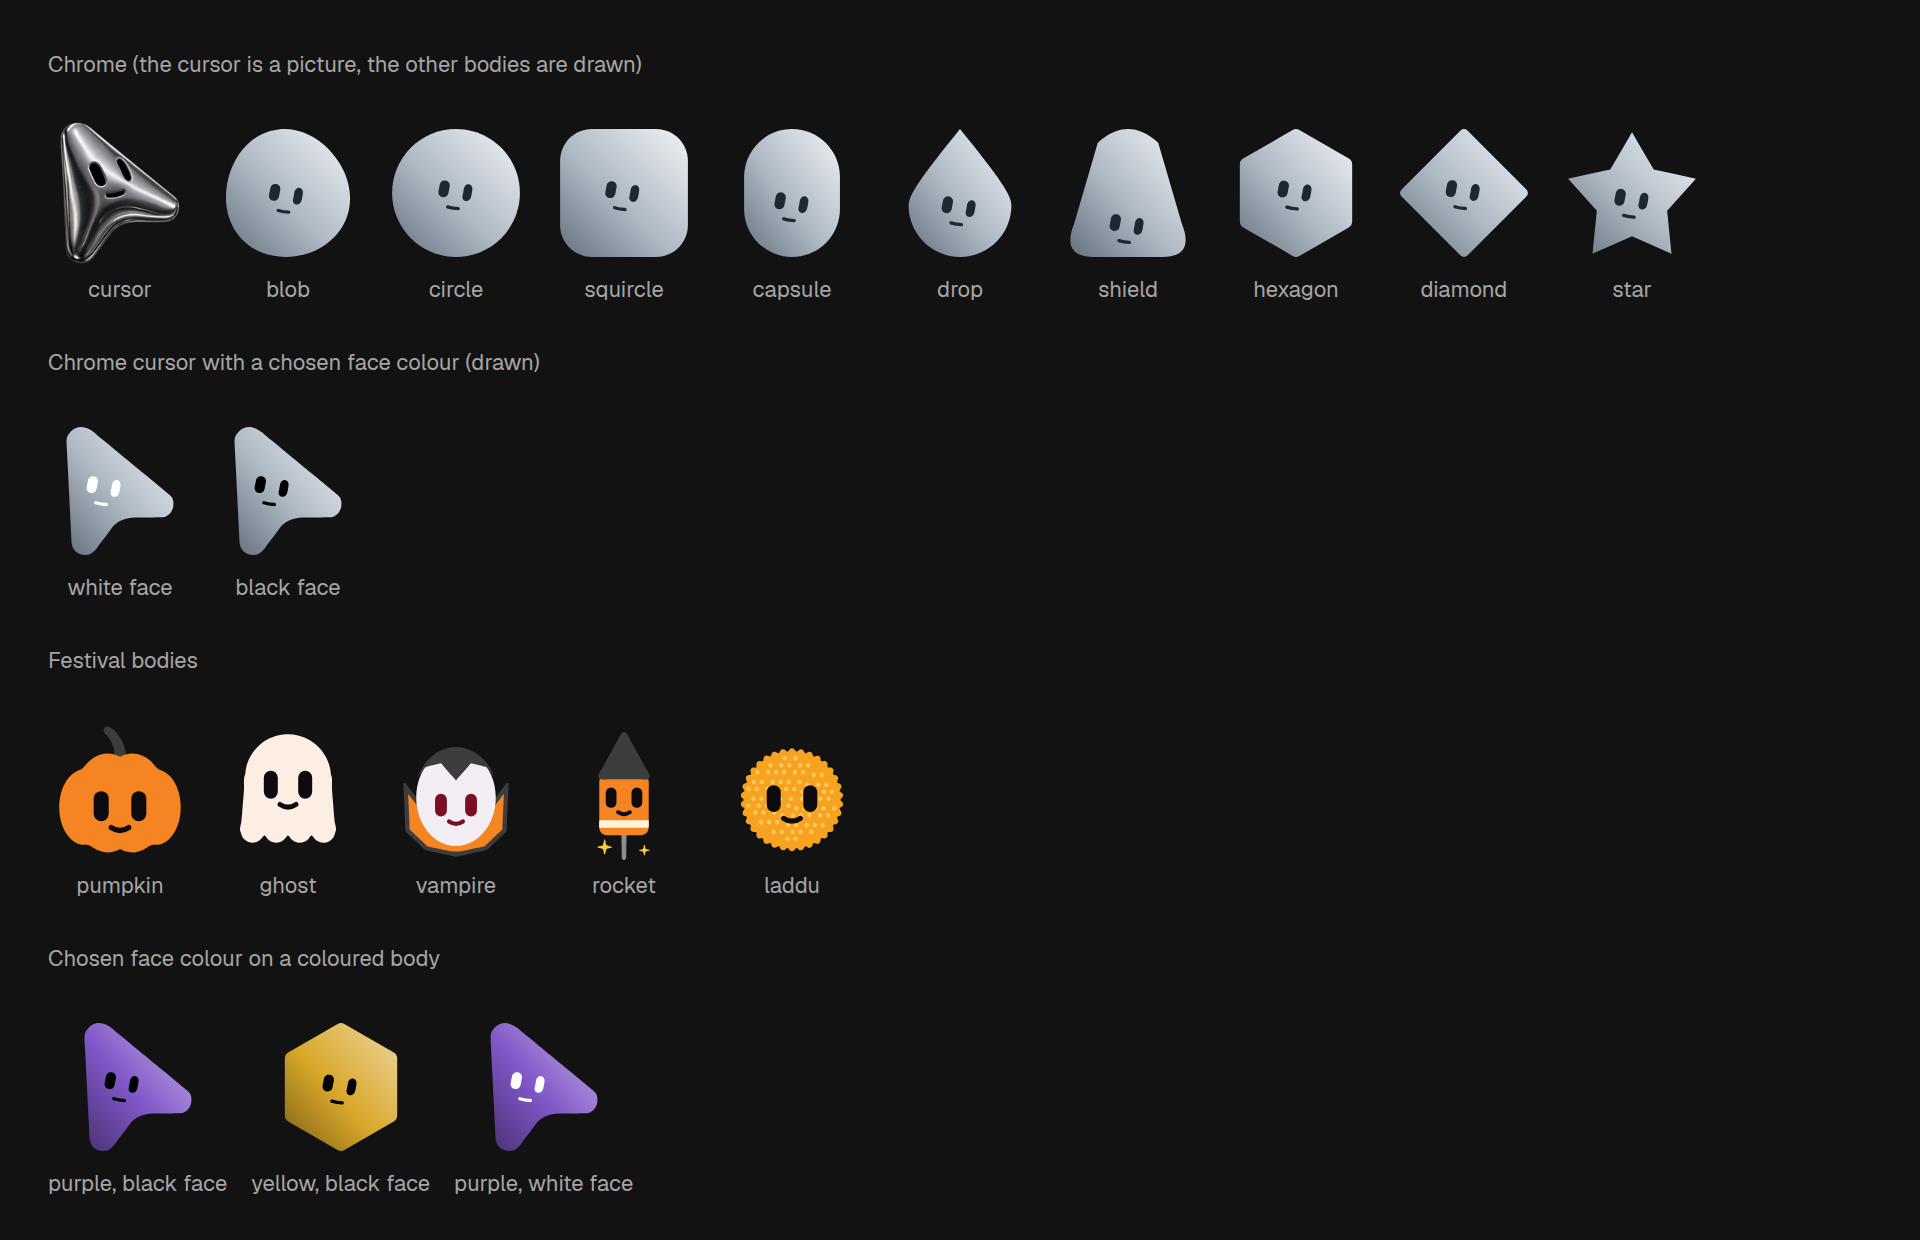 Chrome (the cursor is a picture, the other bodies are drawn)
cursor
blob
circle
squircle
capsule
drop
shield
hexagon
diamond
star
Chrome cursor with a chosen face colour (drawn)
white face
black face
Festival bodies
pumpkin
ghost
vampire
rocket
laddu
Chosen face colour on a coloured body
purple, black face
yellow, black face
purple, white face